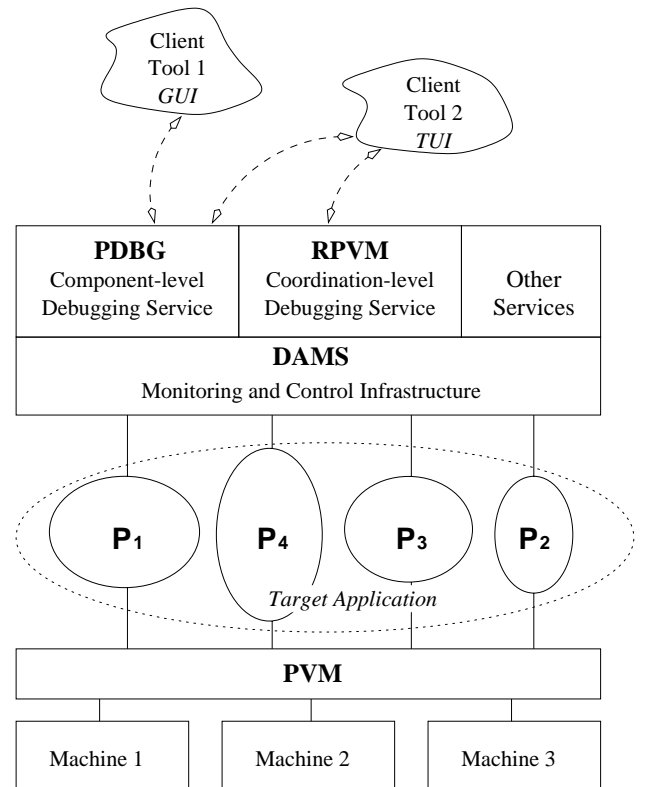 Client
Tool 1
GUI
Client
Tool 2
TUI
PDBG
Component-level
Debugging Service
RPVM
Coordination-level
Debugging Service
Other
Services
DAMS
Monitoring and Control Infrastructure
P1
P4
P3
P2
Target Application
PVM
Machine 1
Machine 2
Machine 3